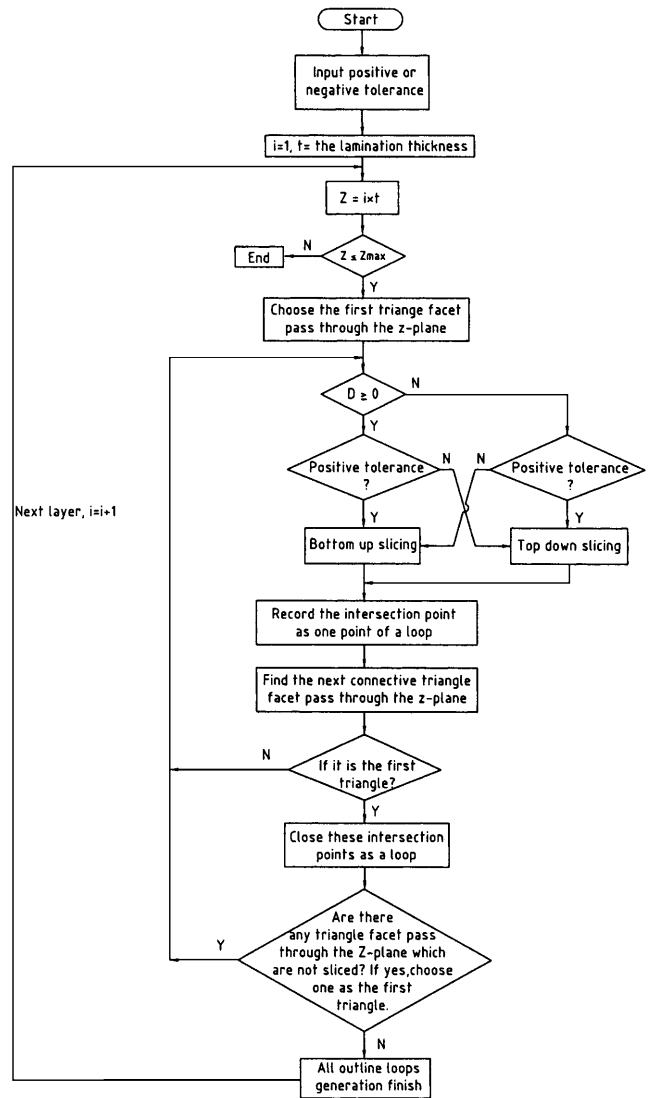 Start
Input positive or
negative tolerance
i=1, t= the lamination thickness
Z = i×t
Z ≤ Zmax
N
End
Y
Choose the first triange facet
pass through the z-plane
D ≥ 0
N
Y
Positive tolerance
?
N
N
Positive tolerance
?
Y
Y
Bottom up slicing
Top down slicing
Next layer, i=i+1
Record the intersection point
as one point of a loop
Find the next connective triangle
facet pass through the z-plane
If it is the first
triangle?
N
Y
Close these intersection
points as a loop
Are there
any triangle facet pass
through the Z-plane which
are not sliced? If yes,choose
one as the first
triangle.
Y
N
All outline loops
generation finish